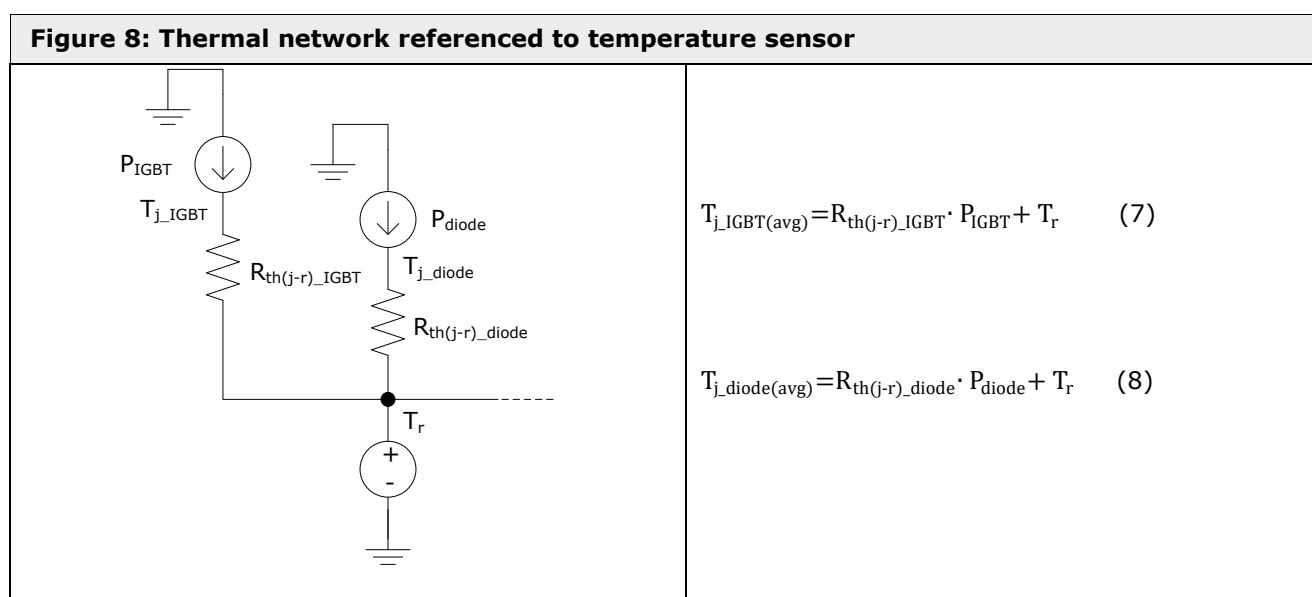 Figure 8: Thermal network referenced to temperature sensor
P_IGBT
T_j_IGBT
R_th(j-r)_IGBT
P_diode
T_j_diode
R_th(j-r)_diode
T_r
+
-
T_j_IGBT(avg)=R_th(j-r)_IGBT· P_IGBT+ T_r (7)
T_j_diode(avg)=R_th(j-r)_diode· P_diode+ T_r (8)